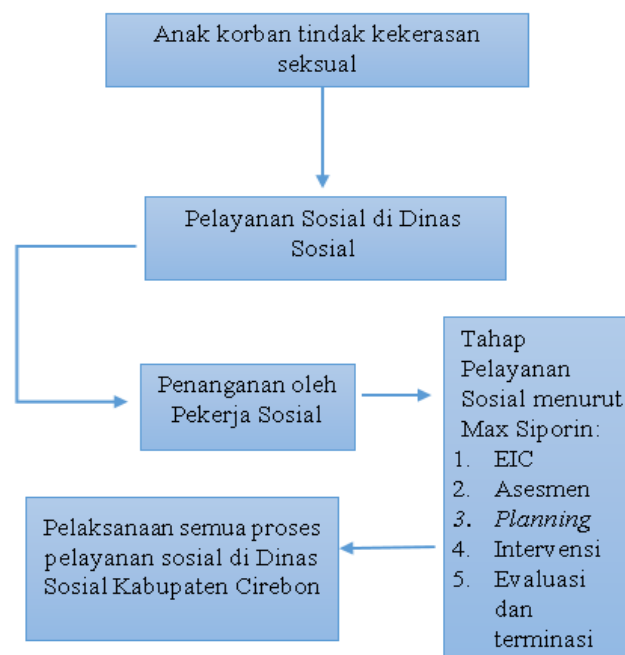 Anak korban tindak kekerasan
seksual
Pelayanan Sosial di Dinas
Sosial
Penanganan oleh
Pekerja Sosial
Tahap
Pelayanan
Sosial menurut
Max Siporin:
1. EIC
2. Asesmen
3. Planning
4. Intervensi
5. Evaluasi
dan
terminasi
Pelaksanaan semua proses
pelayanan sosial di Dinas
Sosial Kabupaten Cirebon